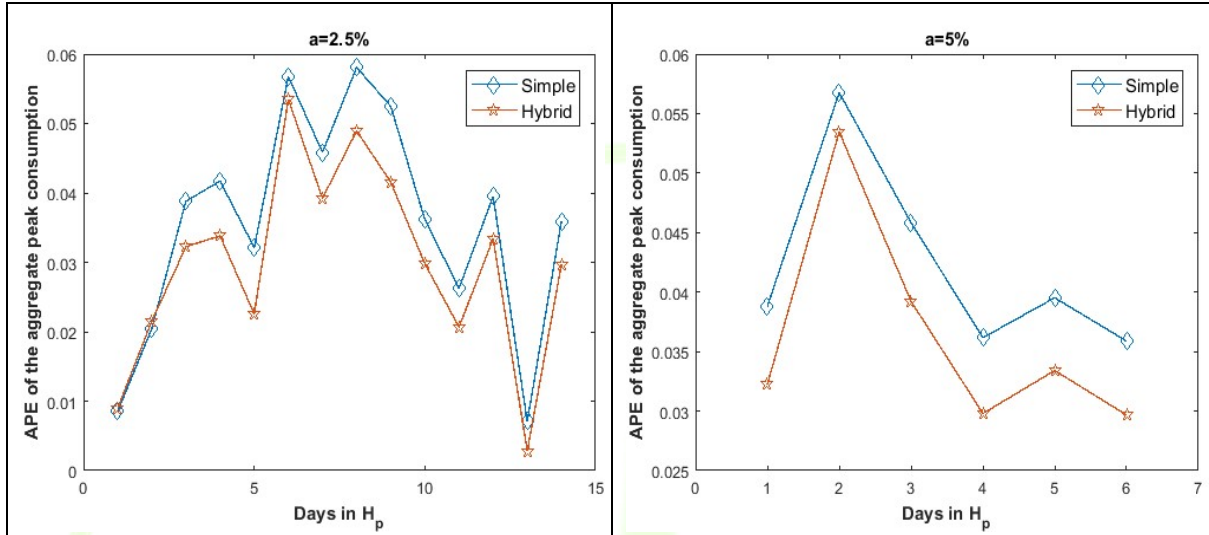 a=2.5%
0.06
0.05
0.04
0.03
0.02
0.01
0
APE of the aggregate peak consumption
Simple
Hybrid
0 5 10 15
Days in H_p
a=5%
0.06
0.055
0.05
0.045
0.04
0.035
0.03
0.025
APE of the aggregate peak consumption
Simple
Hybrid
0 1 2 3 4 5 6 7
Days in H_p